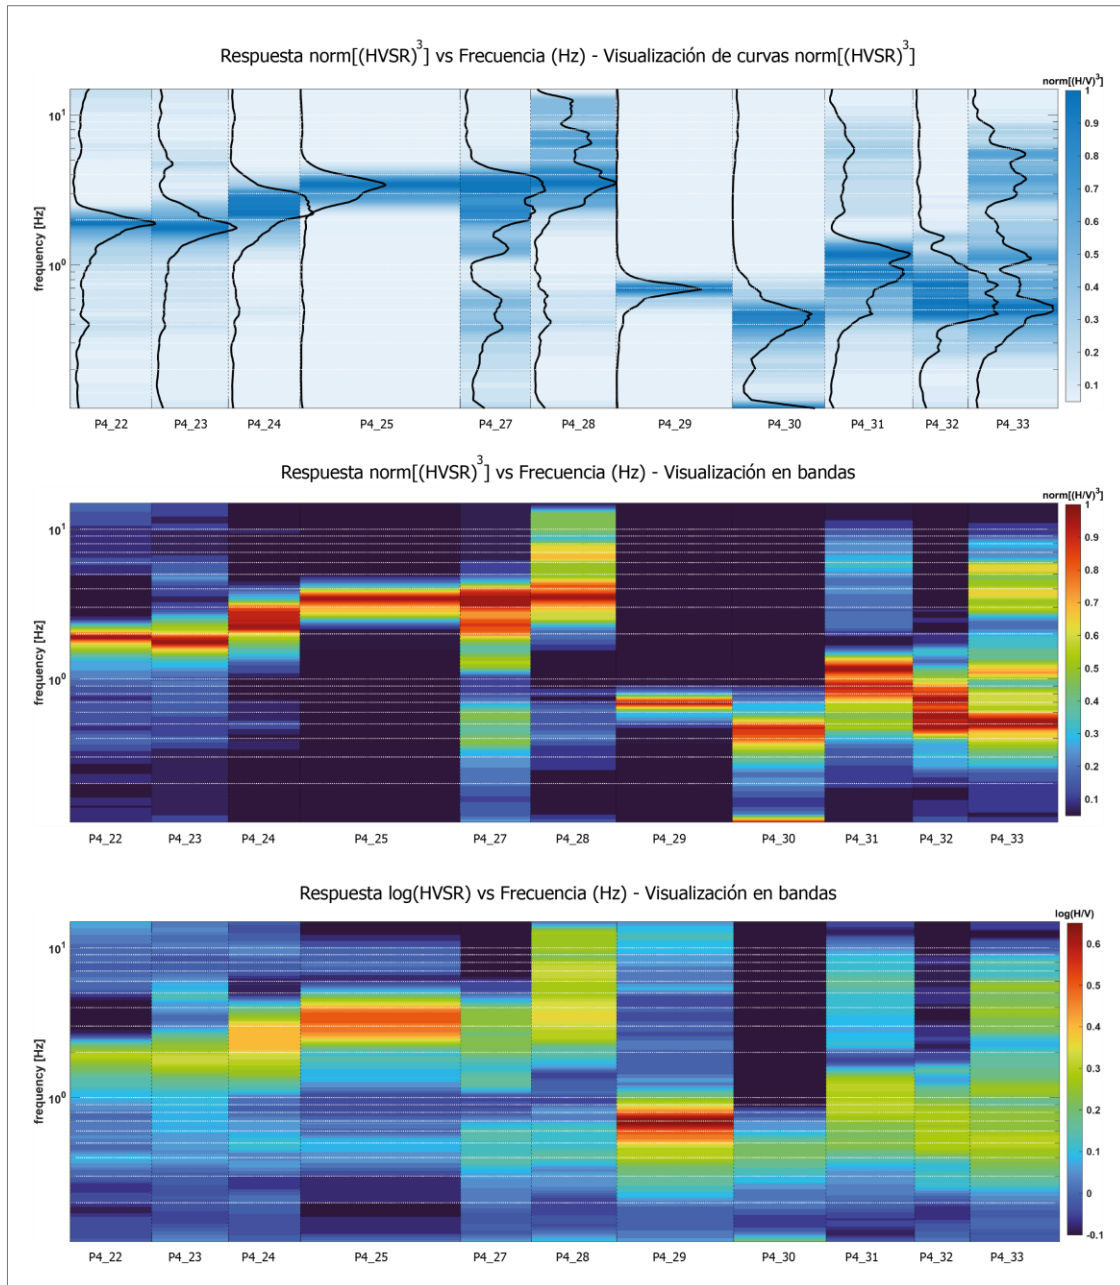 Respuesta norm[(HVSR)³] vs Frecuencia (Hz) - Visualización de curvas norm[(HVSR)³]
norm[(H/V)³]
frequency [Hz]
10¹
10⁰
1
0.9
0.8
0.7
0.6
0.5
0.4
0.3
0.2
0.1
P4_22 P4_23 P4_24 P4_25 P4_27 P4_28 P4_29 P4_30 P4_31 P4_32 P4_33
Respuesta norm[(HVSR)³] vs Frecuencia (Hz) - Visualización en bandas
norm[(H/V)³]
frequency [Hz]
10¹
10⁰
1
0.9
0.8
0.7
0.6
0.5
0.4
0.3
0.2
0.1
P4_22 P4_23 P4_24 P4_25 P4_27 P4_28 P4_29 P4_30 P4_31 P4_32 P4_33
Respuesta log(HVSR) vs Frecuencia (Hz) - Visualización en bandas
log(H/V)
frequency [Hz]
10¹
10⁰
0.6
0.5
0.4
0.3
0.2
0.1
0
-0.1
P4_22 P4_23 P4_24 P4_25 P4_27 P4_28 P4_29 P4_30 P4_31 P4_32 P4_33